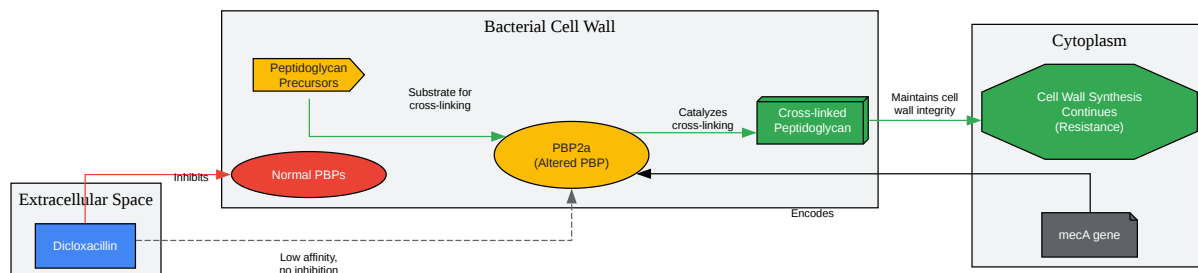 Bacterial Cell Wall
Cytoplasm
Peptidoglycan
Precursors
Substrate for
cross-linking
Catalyzes
cross-linking
Cross-linked
Peptidoglycan
Maintains cell
wall integrity
Cell Wall Synthesis
Continues
(Resistance)
PBP2a
(Altered PBP)
Normal PBPs
Inhibits
Extracellular Space
Encodes
Dicloxacillin
mecA gene
Low affinity,
no inhibition